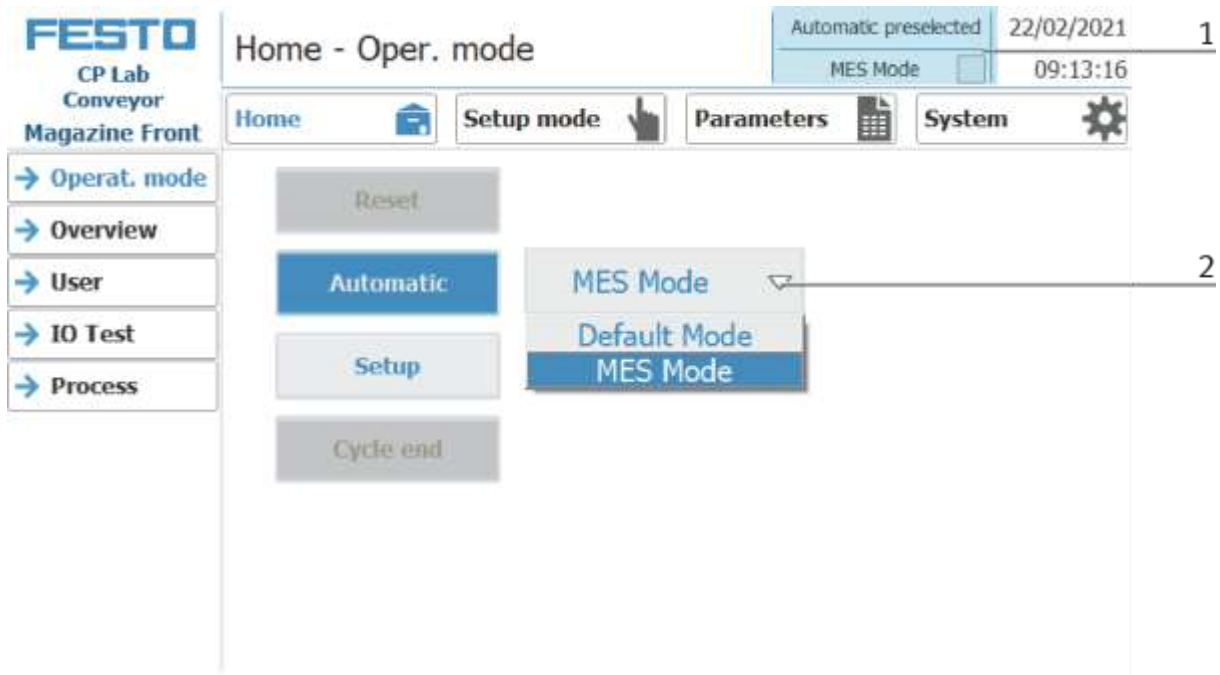 FESTO
CP Lab
Conveyor
Magazine Front
Home - Oper. mode
Automatic preselected
MES Mode
22/02/2021
09:13:16
1
Home
Setup mode
Parameters
System
Operat. mode
Overview
User
IO Test
Process
Reset
Automatic
Setup
Cycle end
MES Mode
2
Default Mode
MES Mode